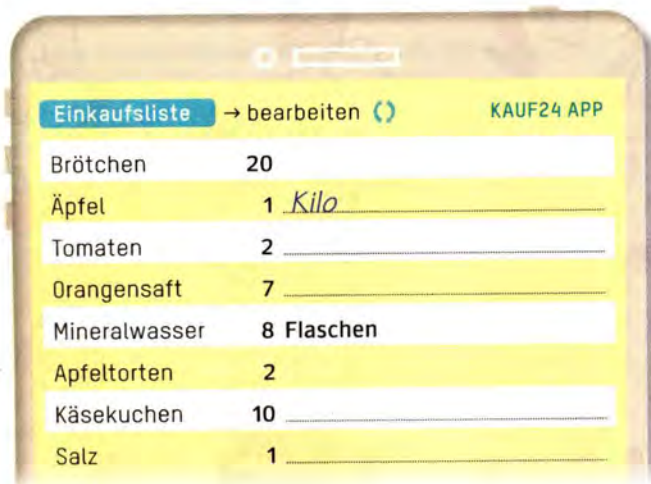 Einkaufsliste → bearbeiten KAUF24 APP
Brötchen 20
Äpfel 1 Kilo
Tomaten 2
Orangensaft 7
Mineralwasser 8 Flaschen
Apfeltorten 2
Käsekuchen 10
Salz 1